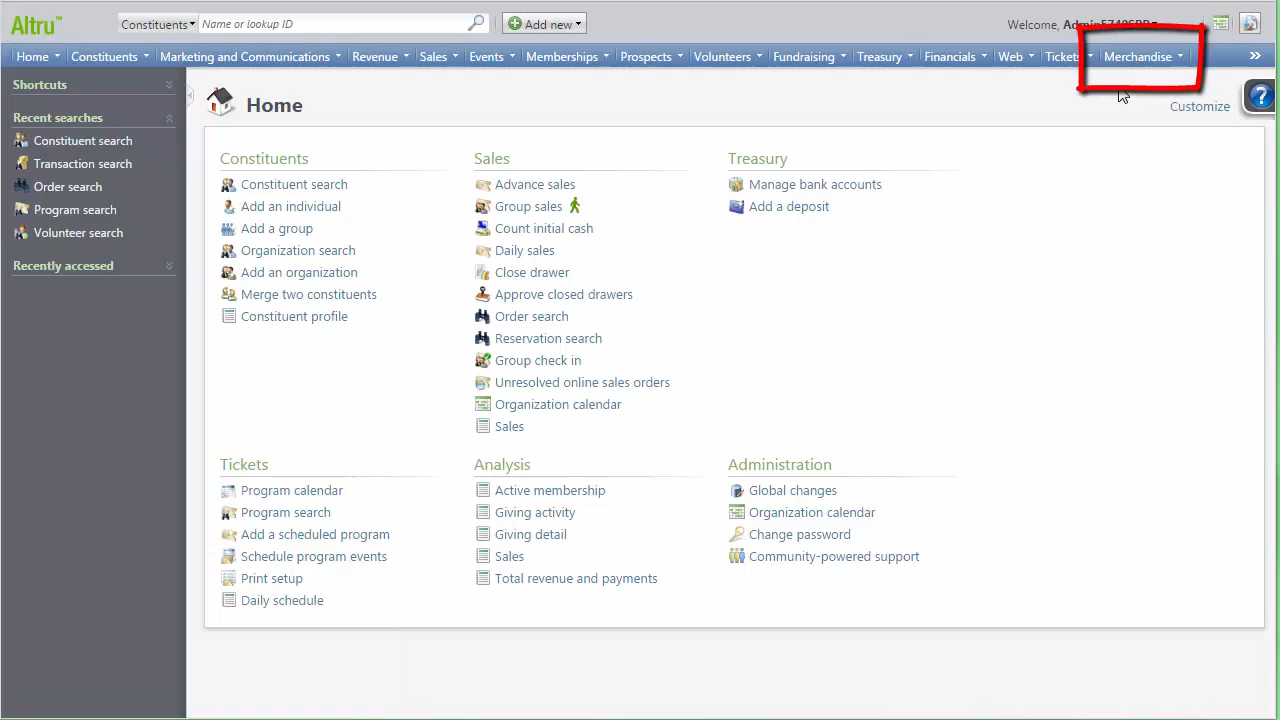 Altru™ Constituents Name or lookup ID Add new Welcome,
Home Constituents Marketing and Communications Revenue Sales Events Memberships Prospects Volunteers Fundraising Treasury Financials Web Tickets Merchandise »
Shortcuts
Recent searches
Constituent search
Transaction search
Order search
Program search
Volunteer search
Recently accessed
Home
Customize
?
Constituents
Constituent search
Add an individual
Add a group
Organization search
Add an organization
Merge two constituents
Constituent profile
Sales
Advance sales
Group sales
Count initial cash
Daily sales
Close drawer
Approve closed drawers
Order search
Reservation search
Group check in
Unresolved online sales orders
Organization calendar
Sales
Treasury
Manage bank accounts
Add a deposit
Tickets
Program calendar
Program search
Add a scheduled program
Schedule program events
Print setup
Daily schedule
Analysis
Active membership
Giving activity
Giving detail
Sales
Total revenue and payments
Administration
Global changes
Organization calendar
Change password
Community-powered support